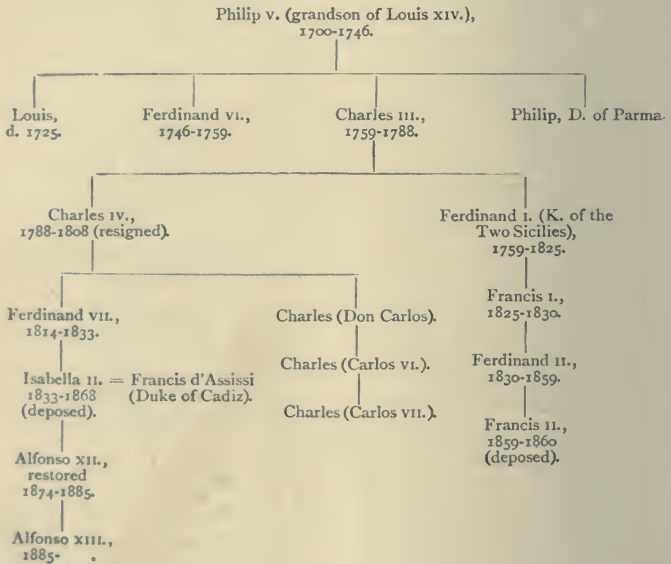 Philip v. (grandson of Louis xiv.),
1700-1746.
Louis,
d. 1725.
Ferdinand vi.,
1746-1759.
Charles iii.,
1759-1788.
Philip, D. of Parma.
Charles iv.,
1788-1808 (resigned).
Ferdinand i. (K. of the
Two Sicilies),
1759-1825.
Ferdinand vii.,
1814-1833.
Charles (Don Carlos).
Francis i.,
1825-1830.
Isabella ii. = Francis d'Assissi
1833-1868 (Duke of Cadiz).
(deposed).
Charles (Carlos vi.).
Ferdinand ii.,
1830-1859.
Charles (Carlos vii.).
Francis ii.,
1859-1860
(deposed).
Alfonso xii.,
restored
1874-1885.
Alfonso xiii.,
1885- .